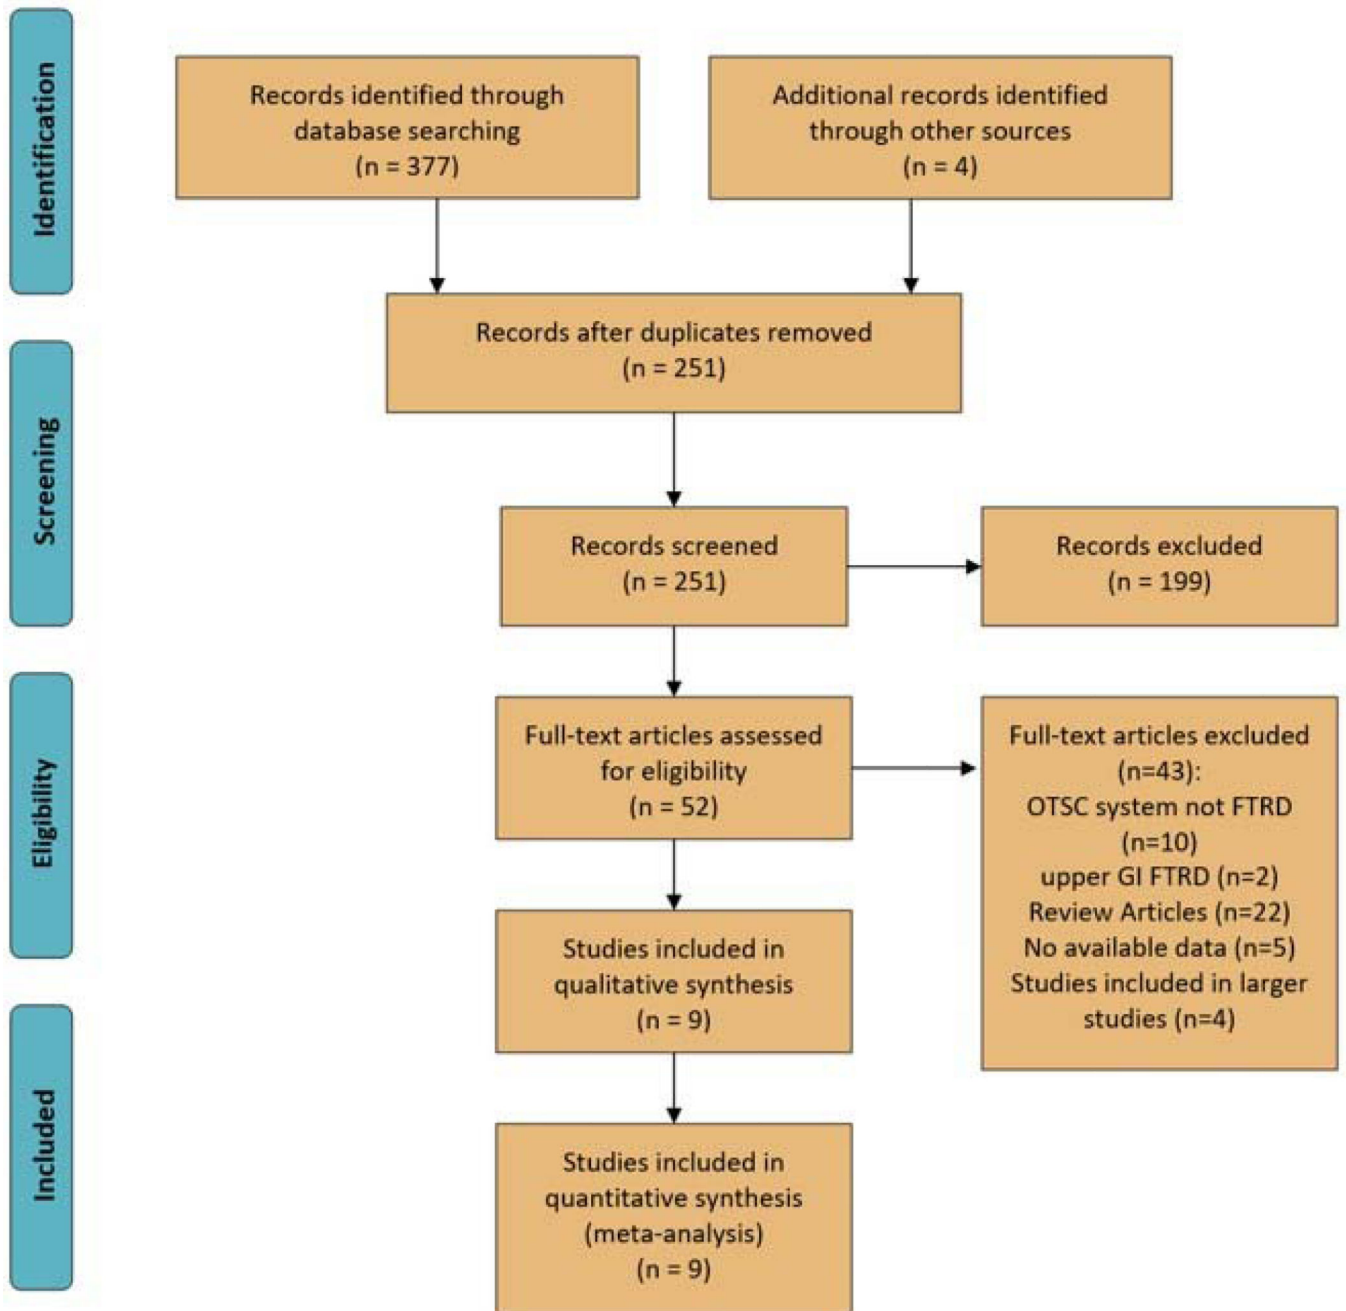 Identification
Records identified through
database searching
(n = 377)
Additional records identified
through other sources
(n = 4)
Records after duplicates removed
(n = 251)
Screening
Records screened
(n = 251)
Records excluded
(n = 199)
Eligibility
Full-text articles assessed
for eligibility
(n = 52)
Full-text articles excluded
(n=43):
OTSC system not FTRD
(n=10)
upper GI FTRD (n=2)
Review Articles (n=22)
No available data (n=5)
Studies included in larger
studies (n=4)
Studies included in
qualitative synthesis
(n = 9)
Included
Studies included in
quantitative synthesis
(meta-analysis)
(n = 9)